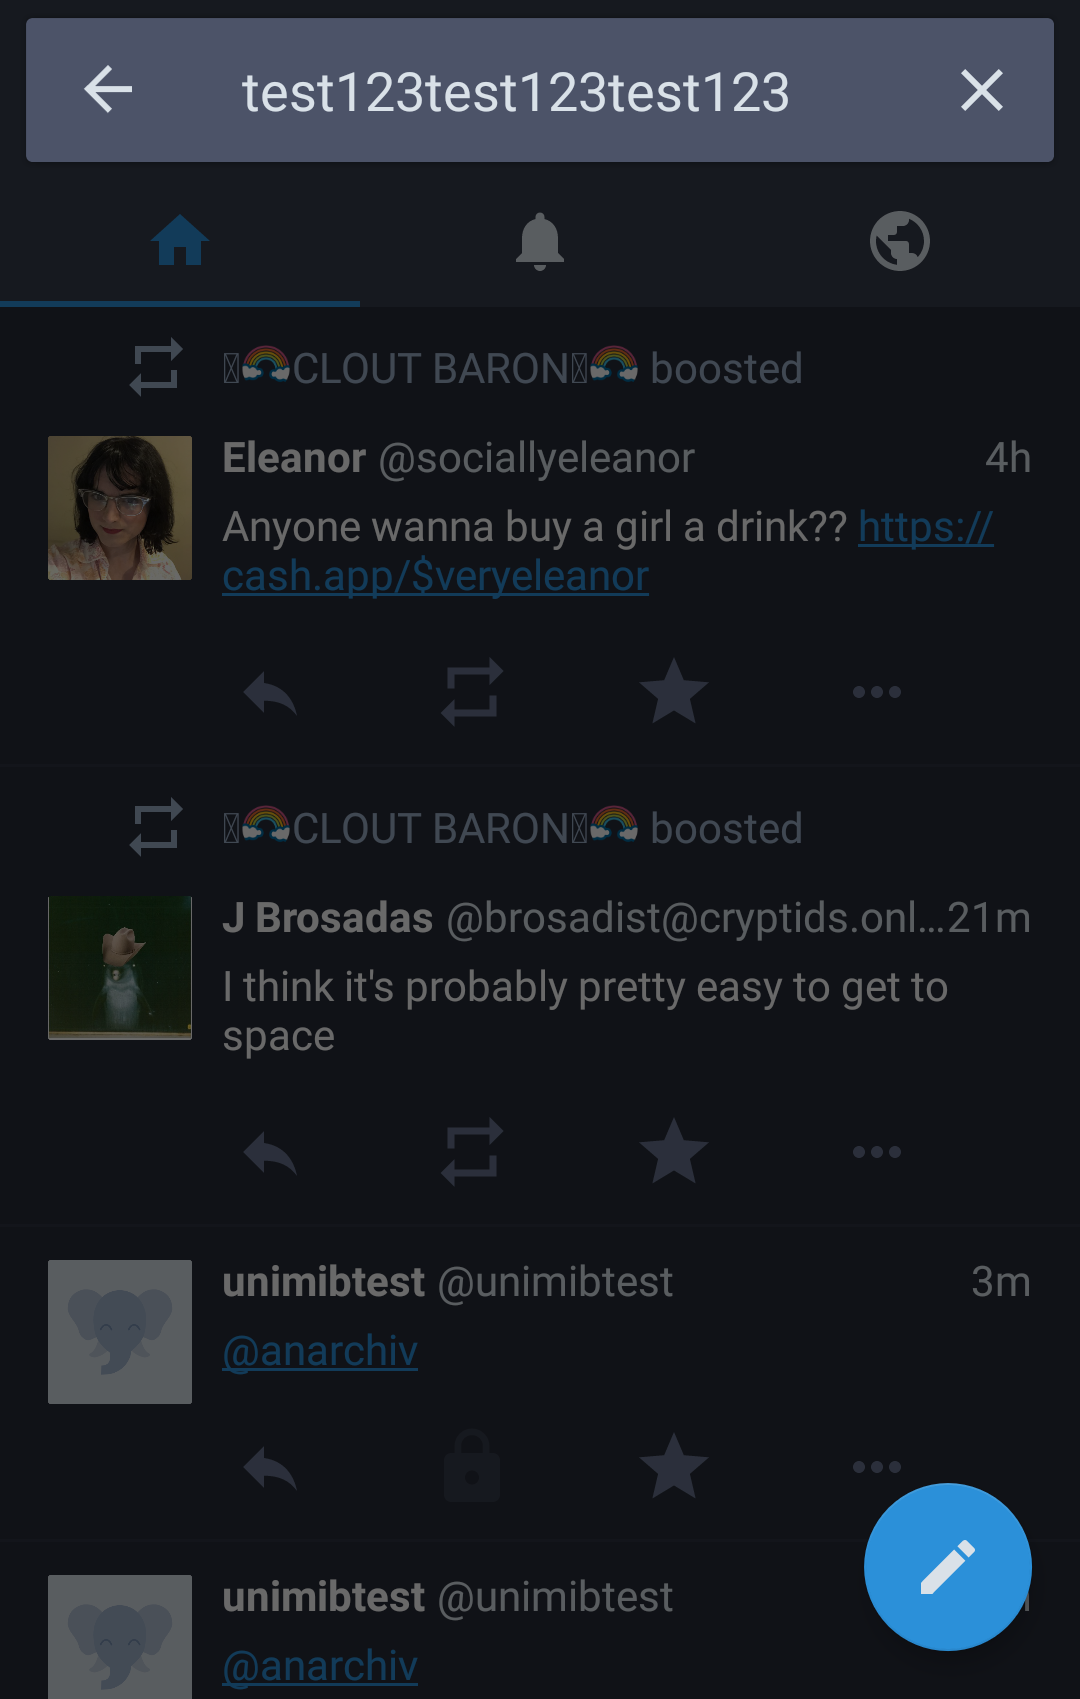 test123test123test123
🌈CLOUT BARON🌈 boosted
Eleanor @sociallyeleanor 4h
Anyone wanna buy a girl a drink?? https://
cash.app/$veryeleanor
🌈CLOUT BARON🌈 boosted
J Brosadas @brosadist@cryptids.onl...21m
I think it's probably pretty easy to get to
space
unimibtest @unimibtest 3m
@anarchiv
unimibtest @unimibtest
@anarchiv